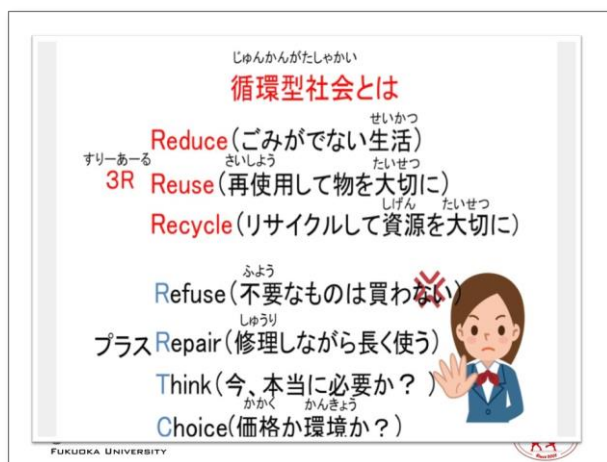 じゅんかんがたしゃかい
循環型社会とは
せいかつ
Reduce(ごみがでない生活)
すりーあーる さいしよう たいせつ
3R Reuse(再使用して物を大切に)
しげん たいせつ
Recycle(リサイクルして資源を大切に)
ふよう
Refuse(不要なものは買わない)
しゅうり
プラス Repair(修理しながら長く使う)
Think(今、本当に必要か？ )
かかく かんきょう
Choice(価格か環境か？)
FUKUOKA UNIVERSITY